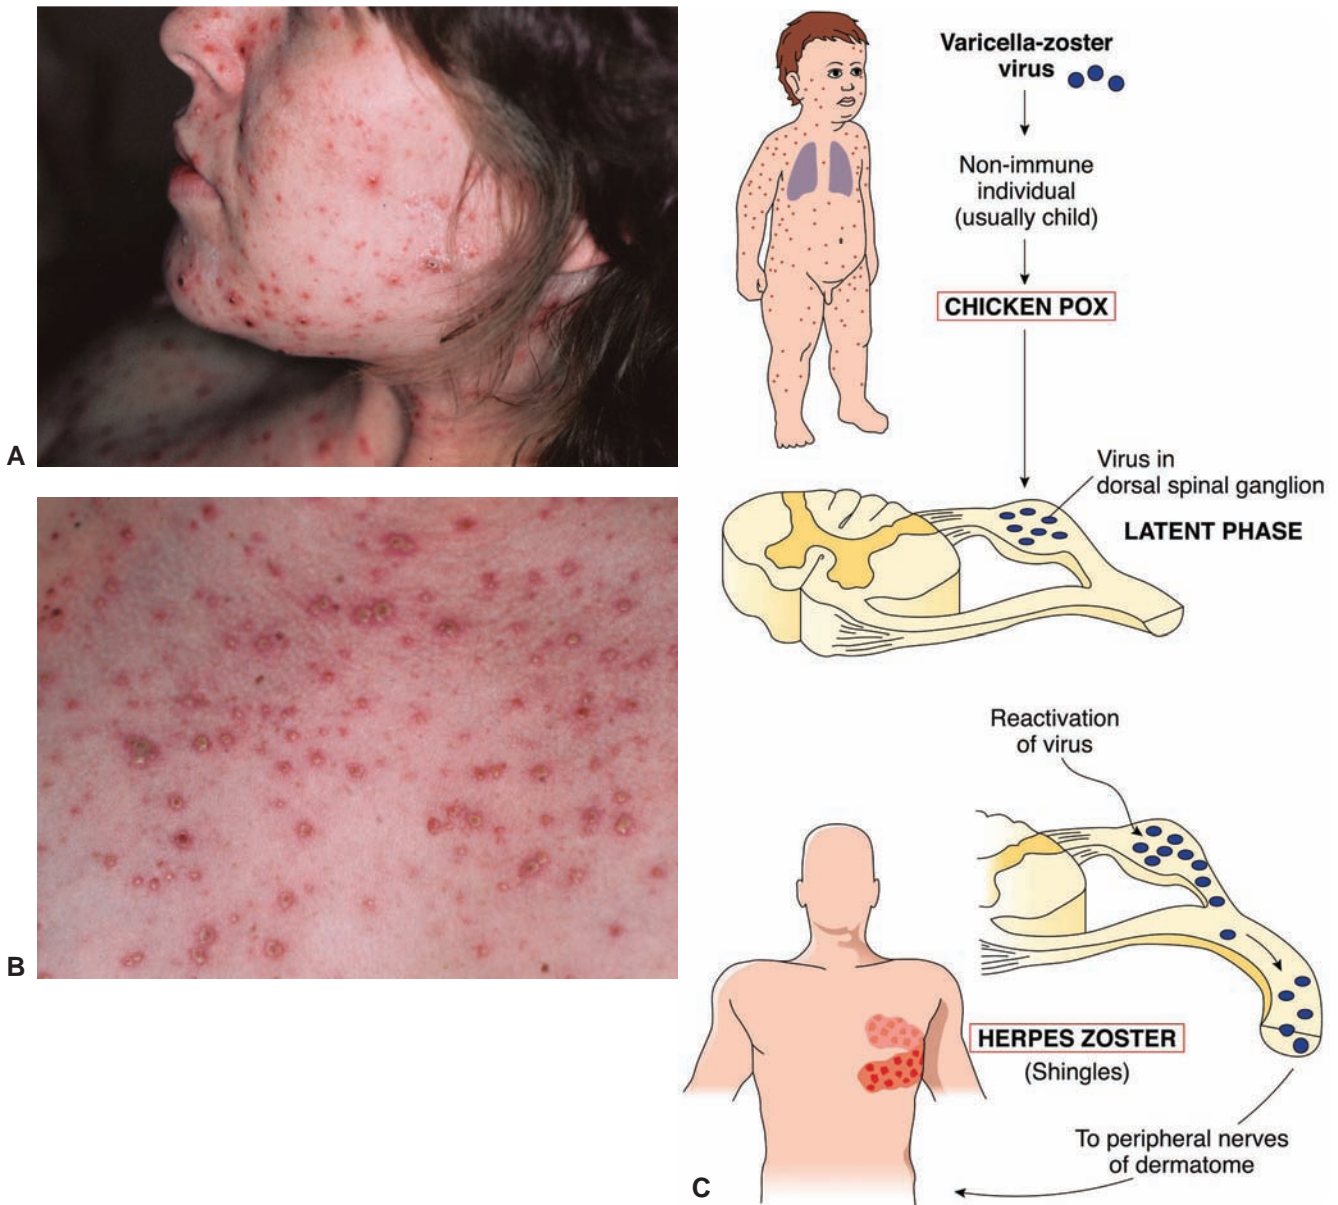 A
B
Varicella-zoster
virus
Non-immune
individual
(usually child)
CHICKEN POX
Virus in
dorsal spinal ganglion
LATENT PHASE
Reactivation
of virus
HERPES ZOSTER
(Shingles)
To peripheral nerves
of dermatome
C